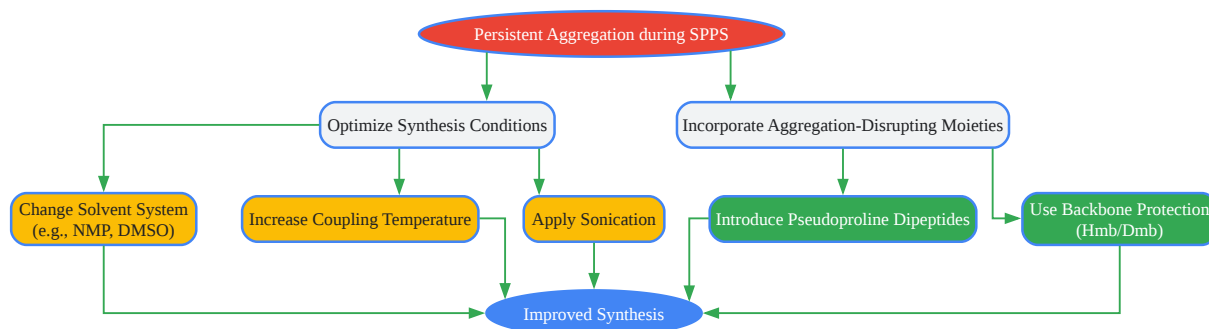 Persistent Aggregation during SPPS
Optimize Synthesis Conditions
Incorporate Aggregation-Disrupting Moieties
Change Solvent System
(e.g., NMP, DMSO)
Increase Coupling Temperature
Apply Sonication
Introduce Pseudoproline Dipeptides
Use Backbone Protection
(Hmb/Dmb)
Improved Synthesis